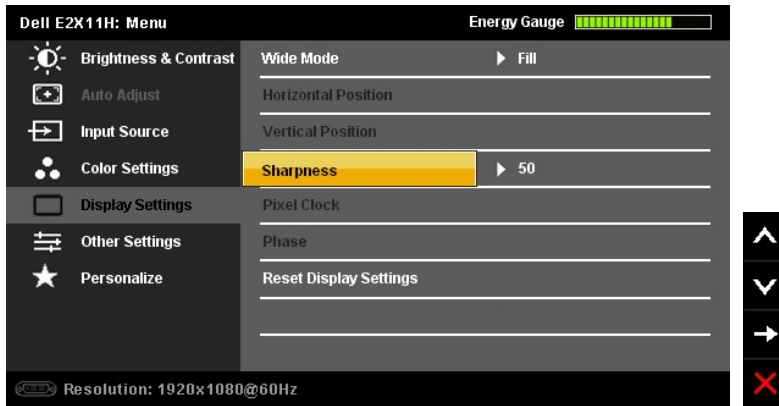 Dell E2X11H: Menu
Energy Gauge
Brightness & Contrast
Auto Adjust
Input Source
Color Settings
Display Settings
Other Settings
Personalize
Wide Mode
Fill
Horizontal Position
Vertical Position
Sharpness
50
Pixel Clock
Phase
Reset Display Settings
Resolution: 1920x1080@60Hz